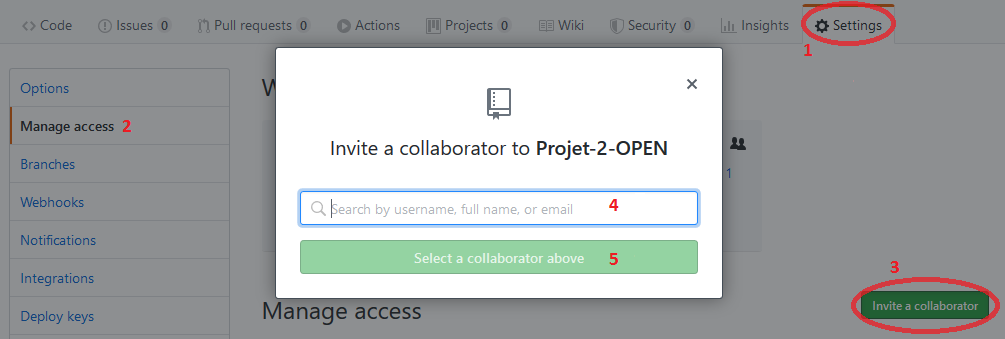 Code Issues 0 Pull requests 0 Actions Projects 0 Wiki Security 0 Insights Settings
1
Options
Manage access 2
Branches
Webhooks
Notifications
Integrations
Deploy keys
W
×
Invite a collaborator to Projet-2-OPEN
1
Search by username, full name, or email 4
Select a collaborator above 5
3
Manage access
Invite a collaborator